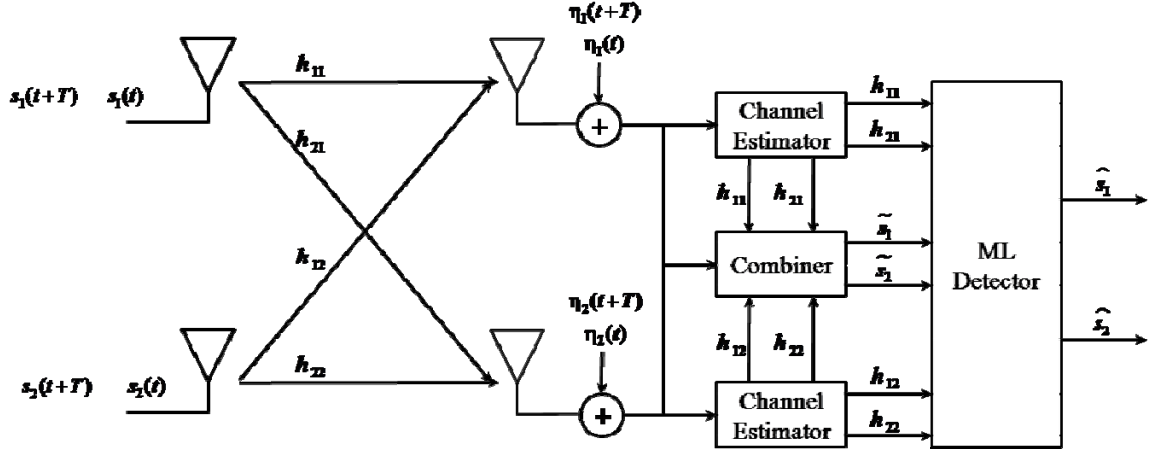 η₁(t+T)
η₁(t)
s₁(t+T) s₁(t)
h₁₁
h₂₁
h₁₂
h₂₂
s₂(t+T) s₂(t)
η₂(t+T)
η₂(t)
+
+
Channel
Estimator
h₁₁
h₂₁
h₁₁ h₂₁
Combiner
s̃₁
s̃₁
h₁₂ h₂₂
Channel
Estimator
h₁₂
h₂₂
ML
Detector
ŝ₁
ŝ₂